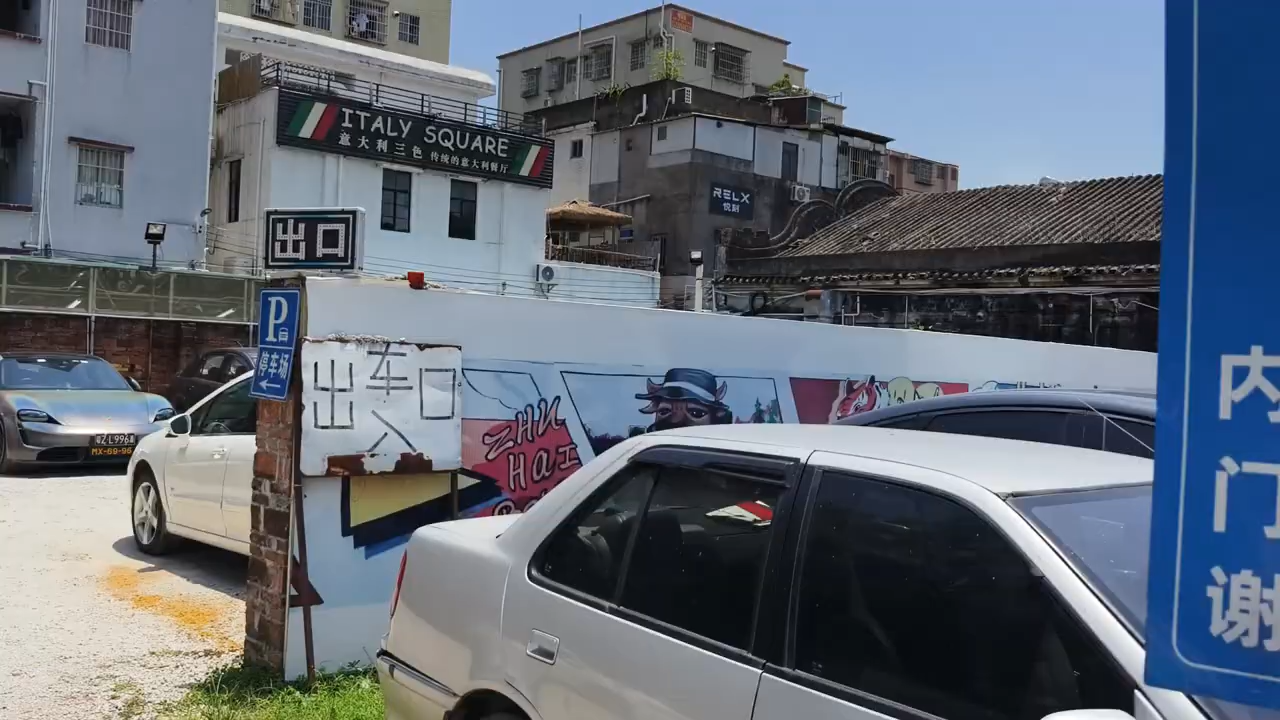 ITALY SQUARE
意大利三色 传统的意大利餐厅
RELX
悦刻
出口
P
停车场
出车口
入
ZHU
HAI
内
门
谢